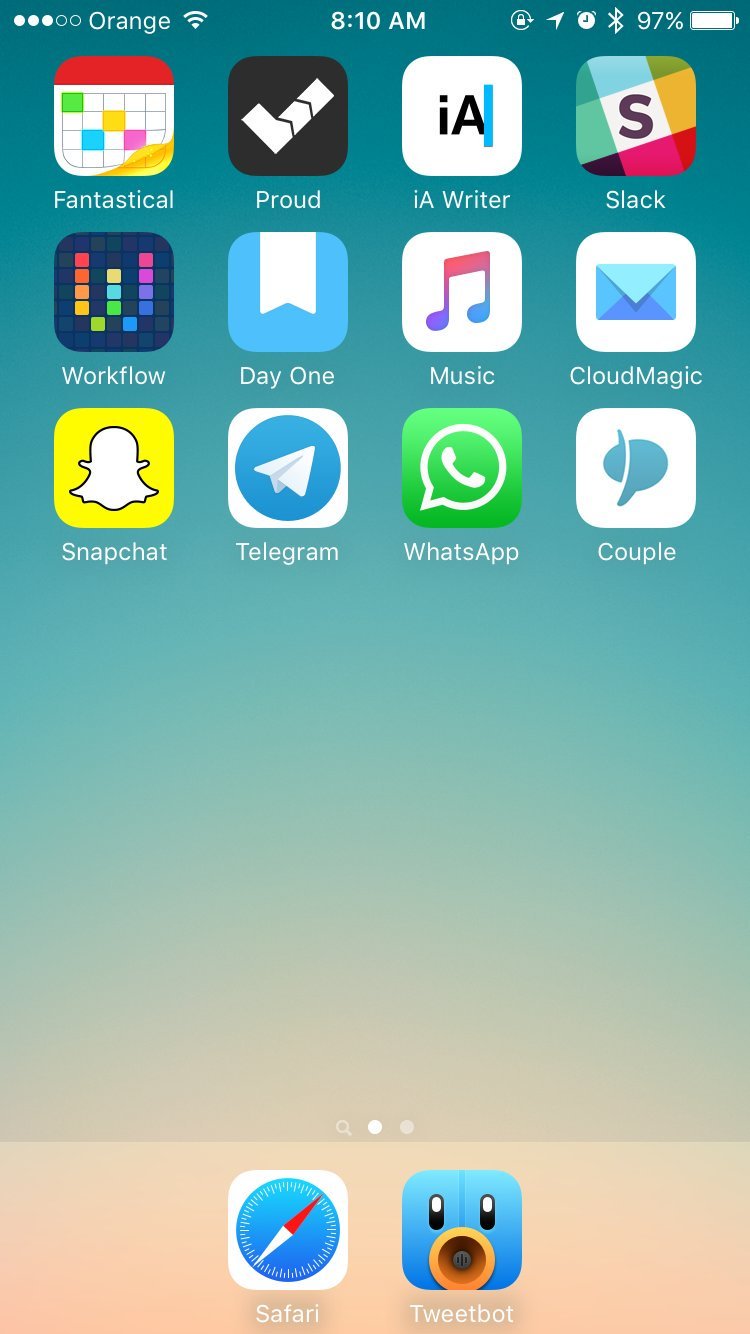 Orange 8:10 AM 97%
iA S
Fantastical Proud iA Writer Slack
Workflow Day One Music CloudMagic
Snapchat Telegram WhatsApp Couple
Safari Tweetbot